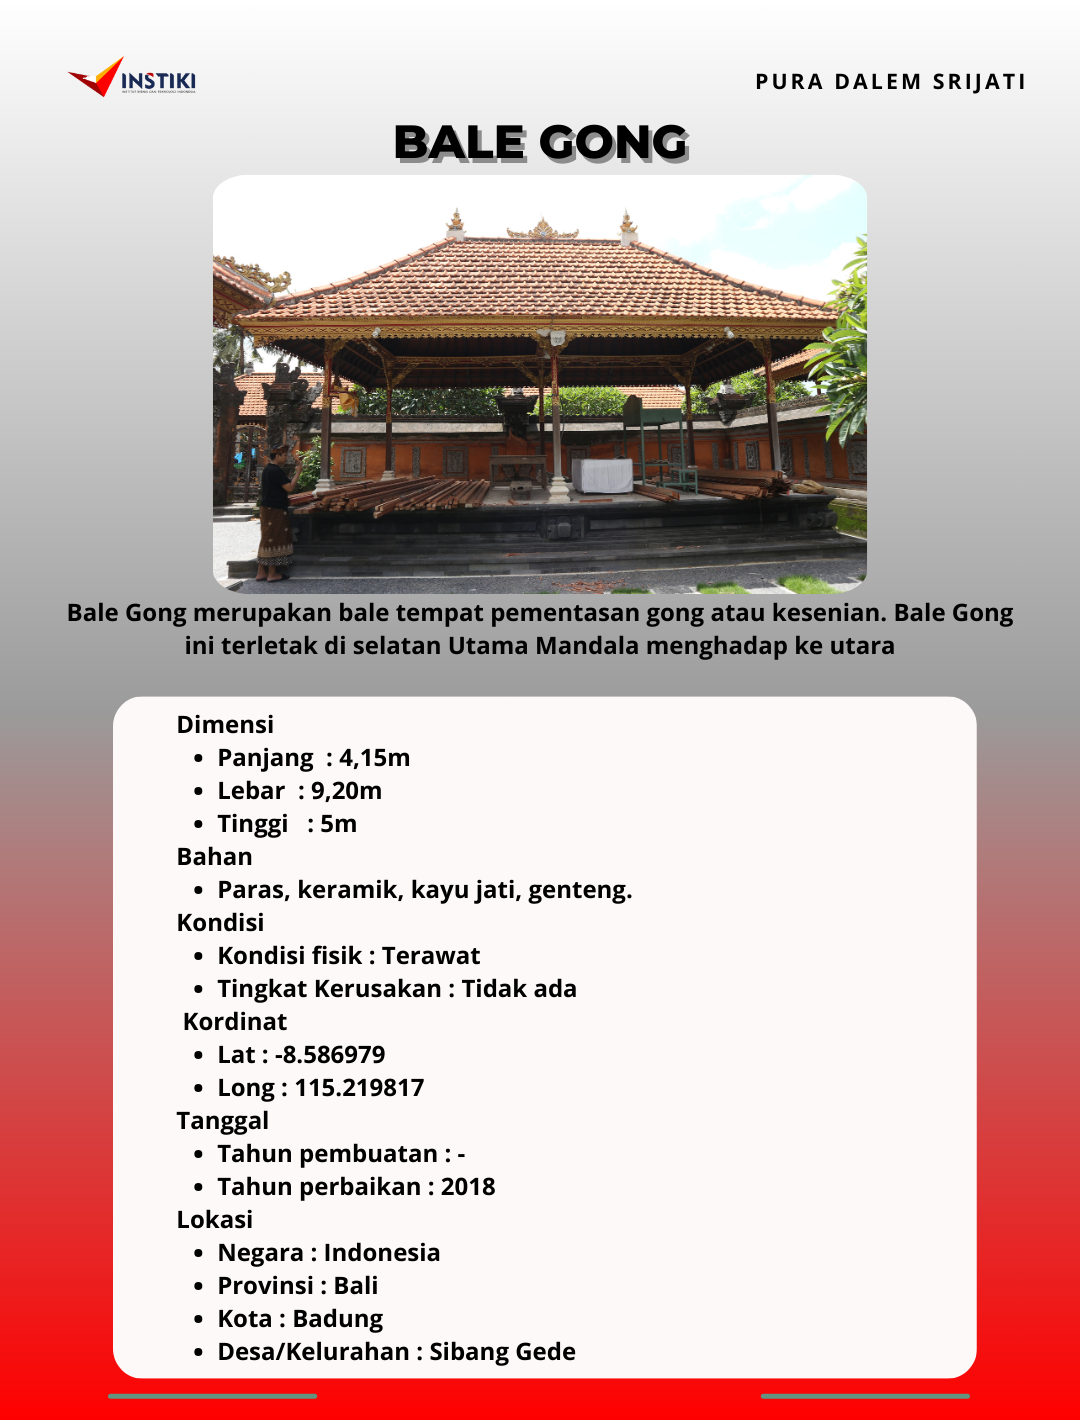 INSTIKI
PURA DALEM SRIJATI
BALE GONG
Bale Gong merupakan bale tempat pementasan gong atau kesenian. Bale Gong
ini terletak di selatan Utama Mandala menghadap ke utara
Dimensi
• Panjang : 4,15m
• Lebar : 9,20m
• Tinggi : 5m
Bahan
• Paras, keramik, kayu jati, genteng.
Kondisi
• Kondisi fisik : Terawat
• Tingkat Kerusakan : Tidak ada
Kordinat
• Lat : -8.586979
• Long : 115.219817
Tanggal
• Tahun pembuatan : -
• Tahun perbaikan : 2018
Lokasi
• Negara : Indonesia
• Provinsi : Bali
• Kota : Badung
• Desa/Kelurahan : Sibang Gede